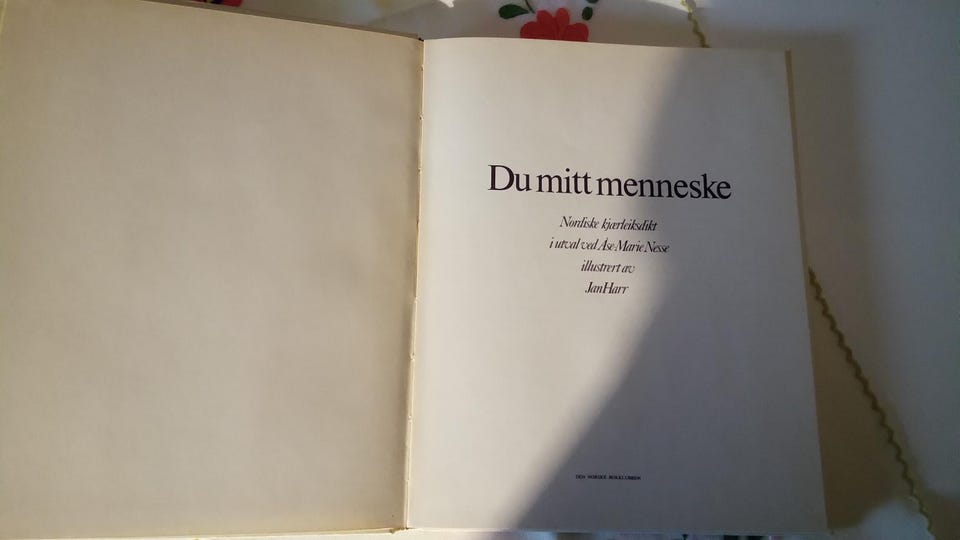 Du mitt menneske
Nordiske kjærleiksdikt
i utval ved Åse-Marie Nesse
illustrert av
Jan Harr
DEN NORSKE BOKKLUBBEN